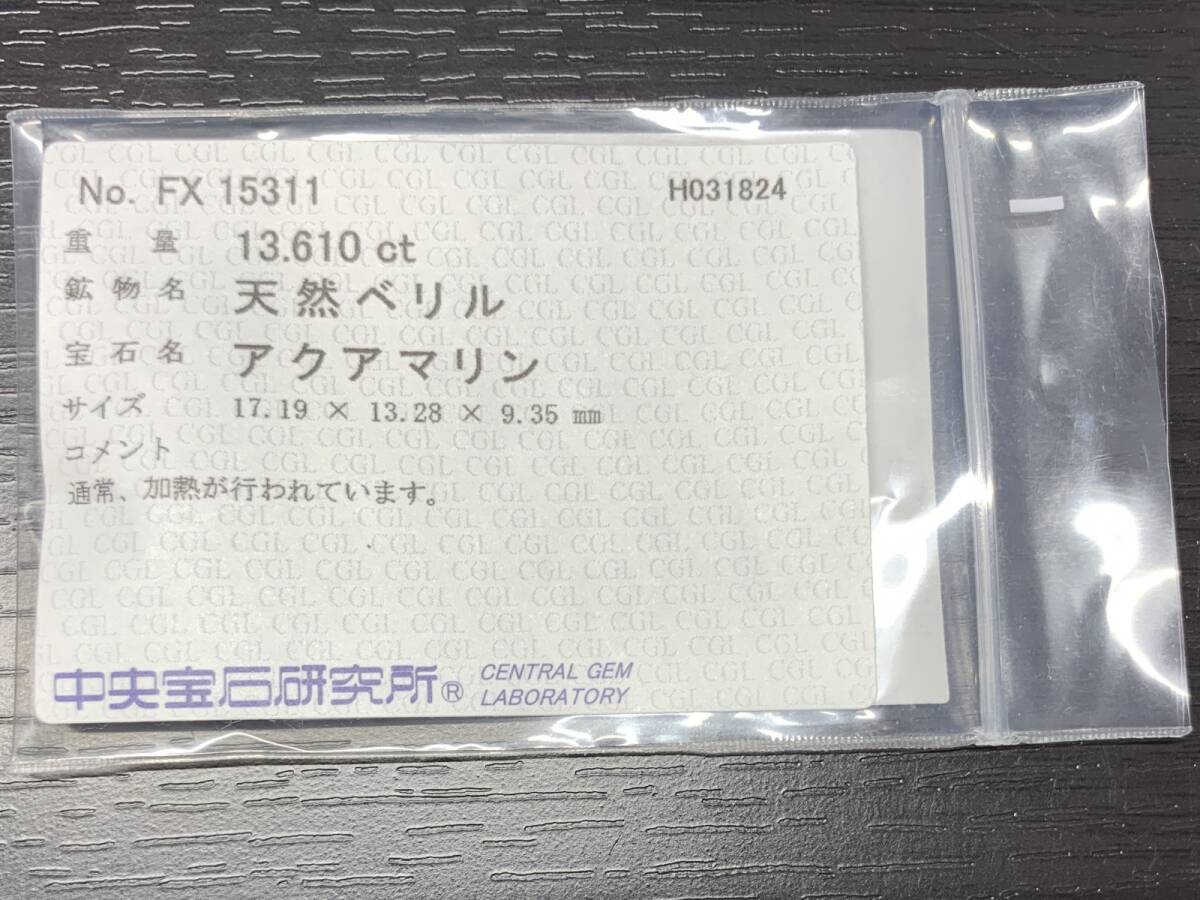 No. FX 15311 H031824
重量 13.610 ct
鉱物名 天然ベリル
宝石名 アクアマリン
サイズ 17.19 × 13.28 × 9.35 mm
コメント
通常、加熱が行われています。
中央宝石研究所® CENTRAL GEM
LABORATORY